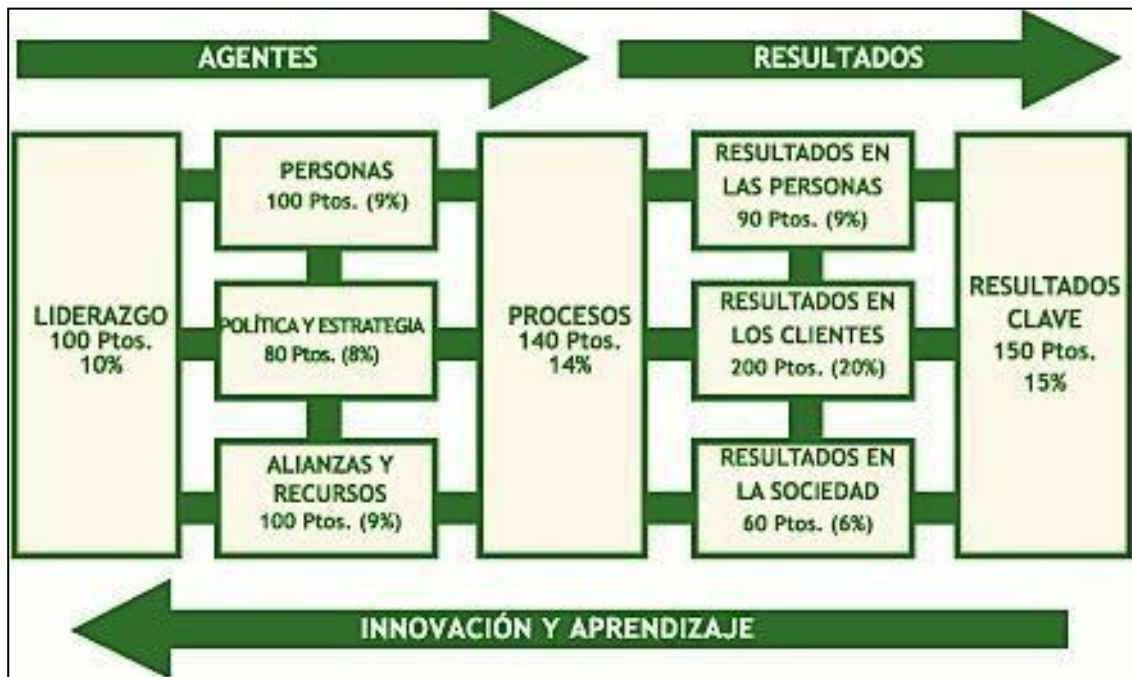 AGENTES
RESULTADOS
LIDERAZGO
100 Ptos.
10%
PERSONAS
100 Ptos. (9%)
POLÍTICA Y ESTRATEGIA
80 Ptos. (8%)
ALIANZAS Y
RECURSOS
100 Ptos. (9%)
PROCESOS
140 Ptos.
14%
RESULTADOS EN
LAS PERSONAS
90 Ptos. (9%)
RESULTADOS EN
LOS CLIENTES
200 Ptos. (20%)
RESULTADOS EN
LA SOCIEDAD
60 Ptos. (6%)
RESULTADOS
CLAVE
150 Ptos.
15%
INNOVACIÓN Y APRENDIZAJE